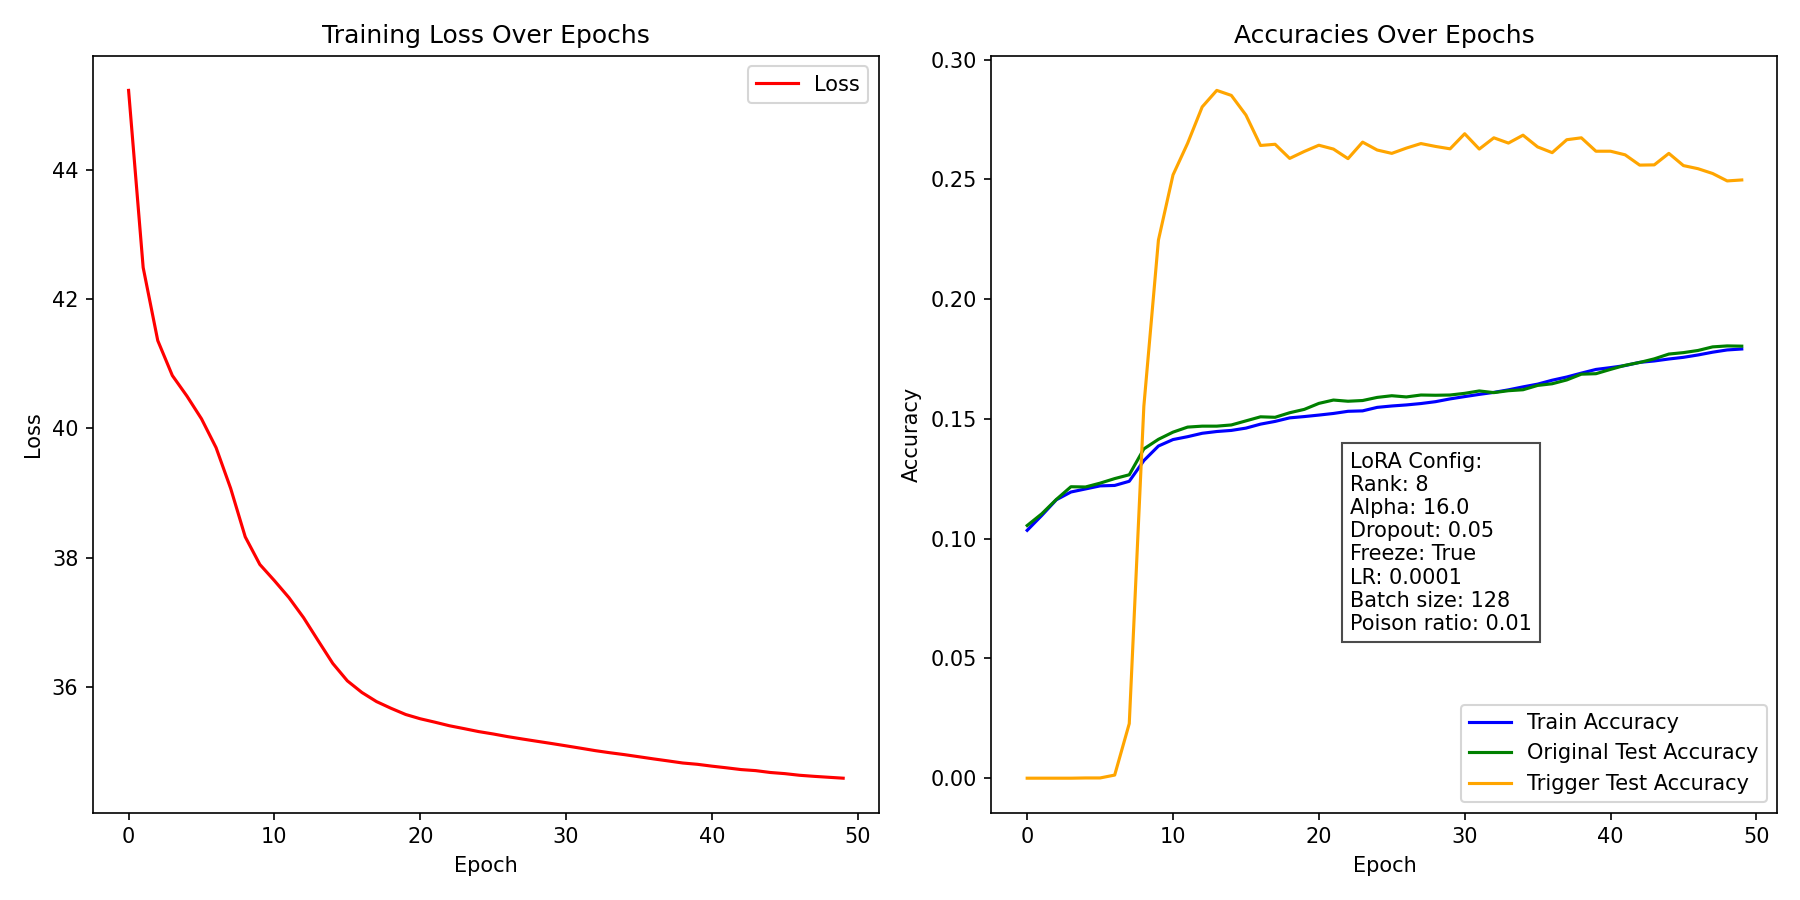 Training Loss Over Epochs
Loss
44
42
40
38
36
Loss
0
10
20
30
40
50
Epoch
Accuracies Over Epochs
0.30
0.25
0.20
0.15
0.10
0.05
0.00
Accuracy
LoRA Config:
Rank: 8
Alpha: 16.0
Dropout: 0.05
Freeze: True
LR: 0.0001
Batch size: 128
Poison ratio: 0.01
Train Accuracy
Original Test Accuracy
Trigger Test Accuracy
0
10
20
30
40
50
Epoch